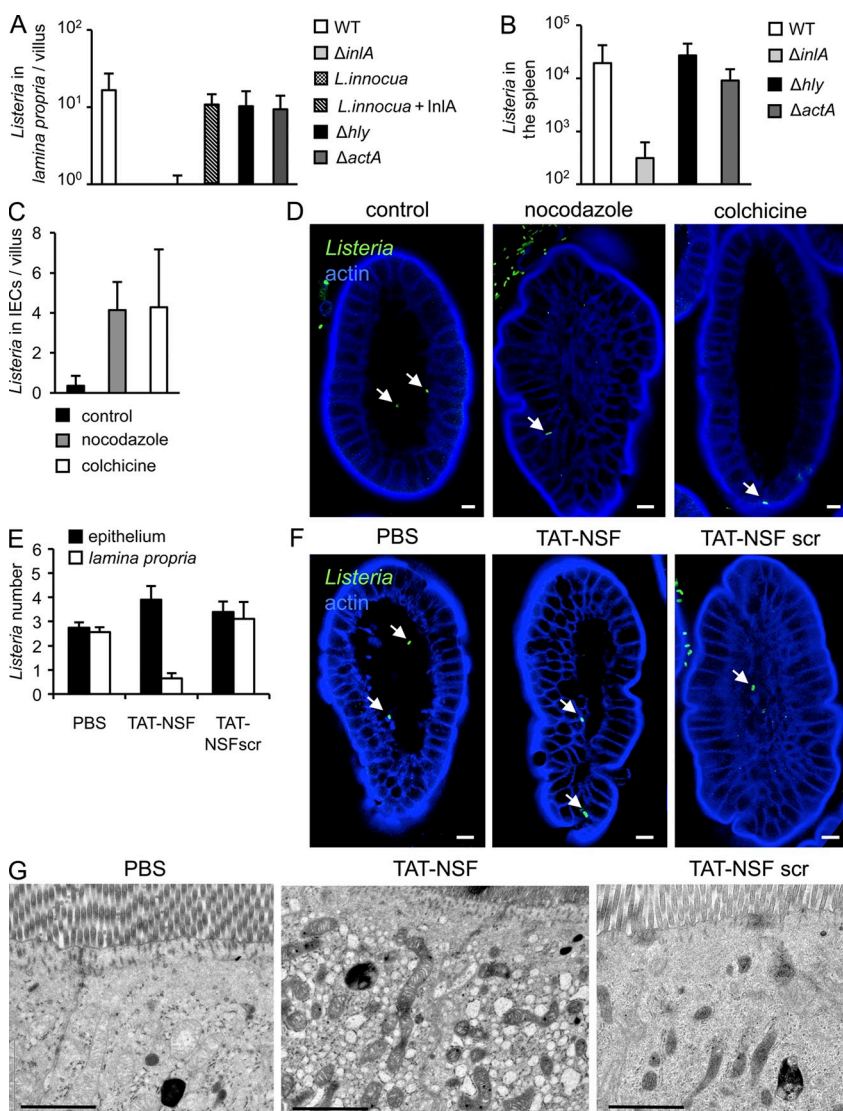 A
Listeria in
lamina propria / villus
10²
10¹
10⁰
WT
ΔinlA
L.innocua
L.innocua + InlA
Δhly
ΔactA
B
Listeria in
the spleen
10⁵
10⁴
10³
10²
WT
ΔinlA
Δhly
ΔactA
C
Listeria in IECs / villus
8
6
4
2
0
control
nocodazole
colchicine
D
control
nocodazole
colchicine
Listeria
actin
E
epithelium
lamina propria
Listeria number
6
5
4
3
2
1
0
PBS
TAT-NSF
TAT-
NSFscr
F
PBS
TAT-NSF
TAT-NSF scr
Listeria
actin
G
PBS
TAT-NSF
TAT-NSF scr